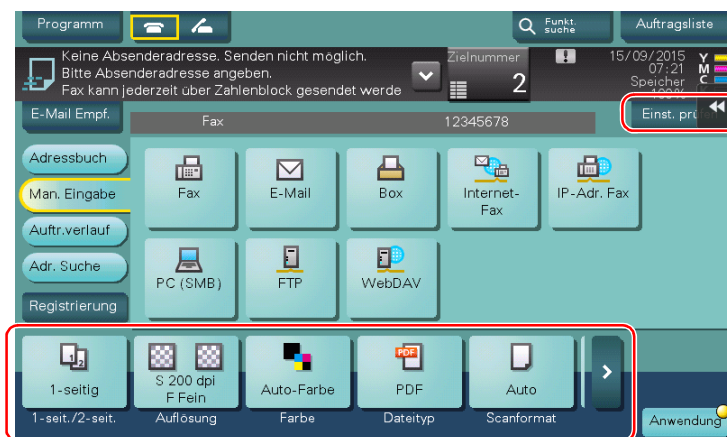 Programm
Funkt. suche
Auftragsliste
Keine Absenderadresse. Senden nicht möglich.
Bitte Absenderadresse angeben.
Fax kann jederzeit über Zahlenblock gesendet werde
Zielnummer
2
15/09/2015
07:21
Speicher
Y
M
C
E-Mail Empf.
Fax
12345678
Einst.
Adressbuch
Man. Eingabe
Auftr.verlauf
Adr. Suche
Registrierung
Fax
E-Mail
Box
Internet-
Fax
IP-Adr. Fax
PC (SMB)
FTP
WebDAV
1-seitig
S 200 dpi
F Fein
Auto-Farbe
PDF
PDF
Auto
1-seit./2-seit.
Auflösung
Farbe
Dateityp
Scanformat
Anwendung